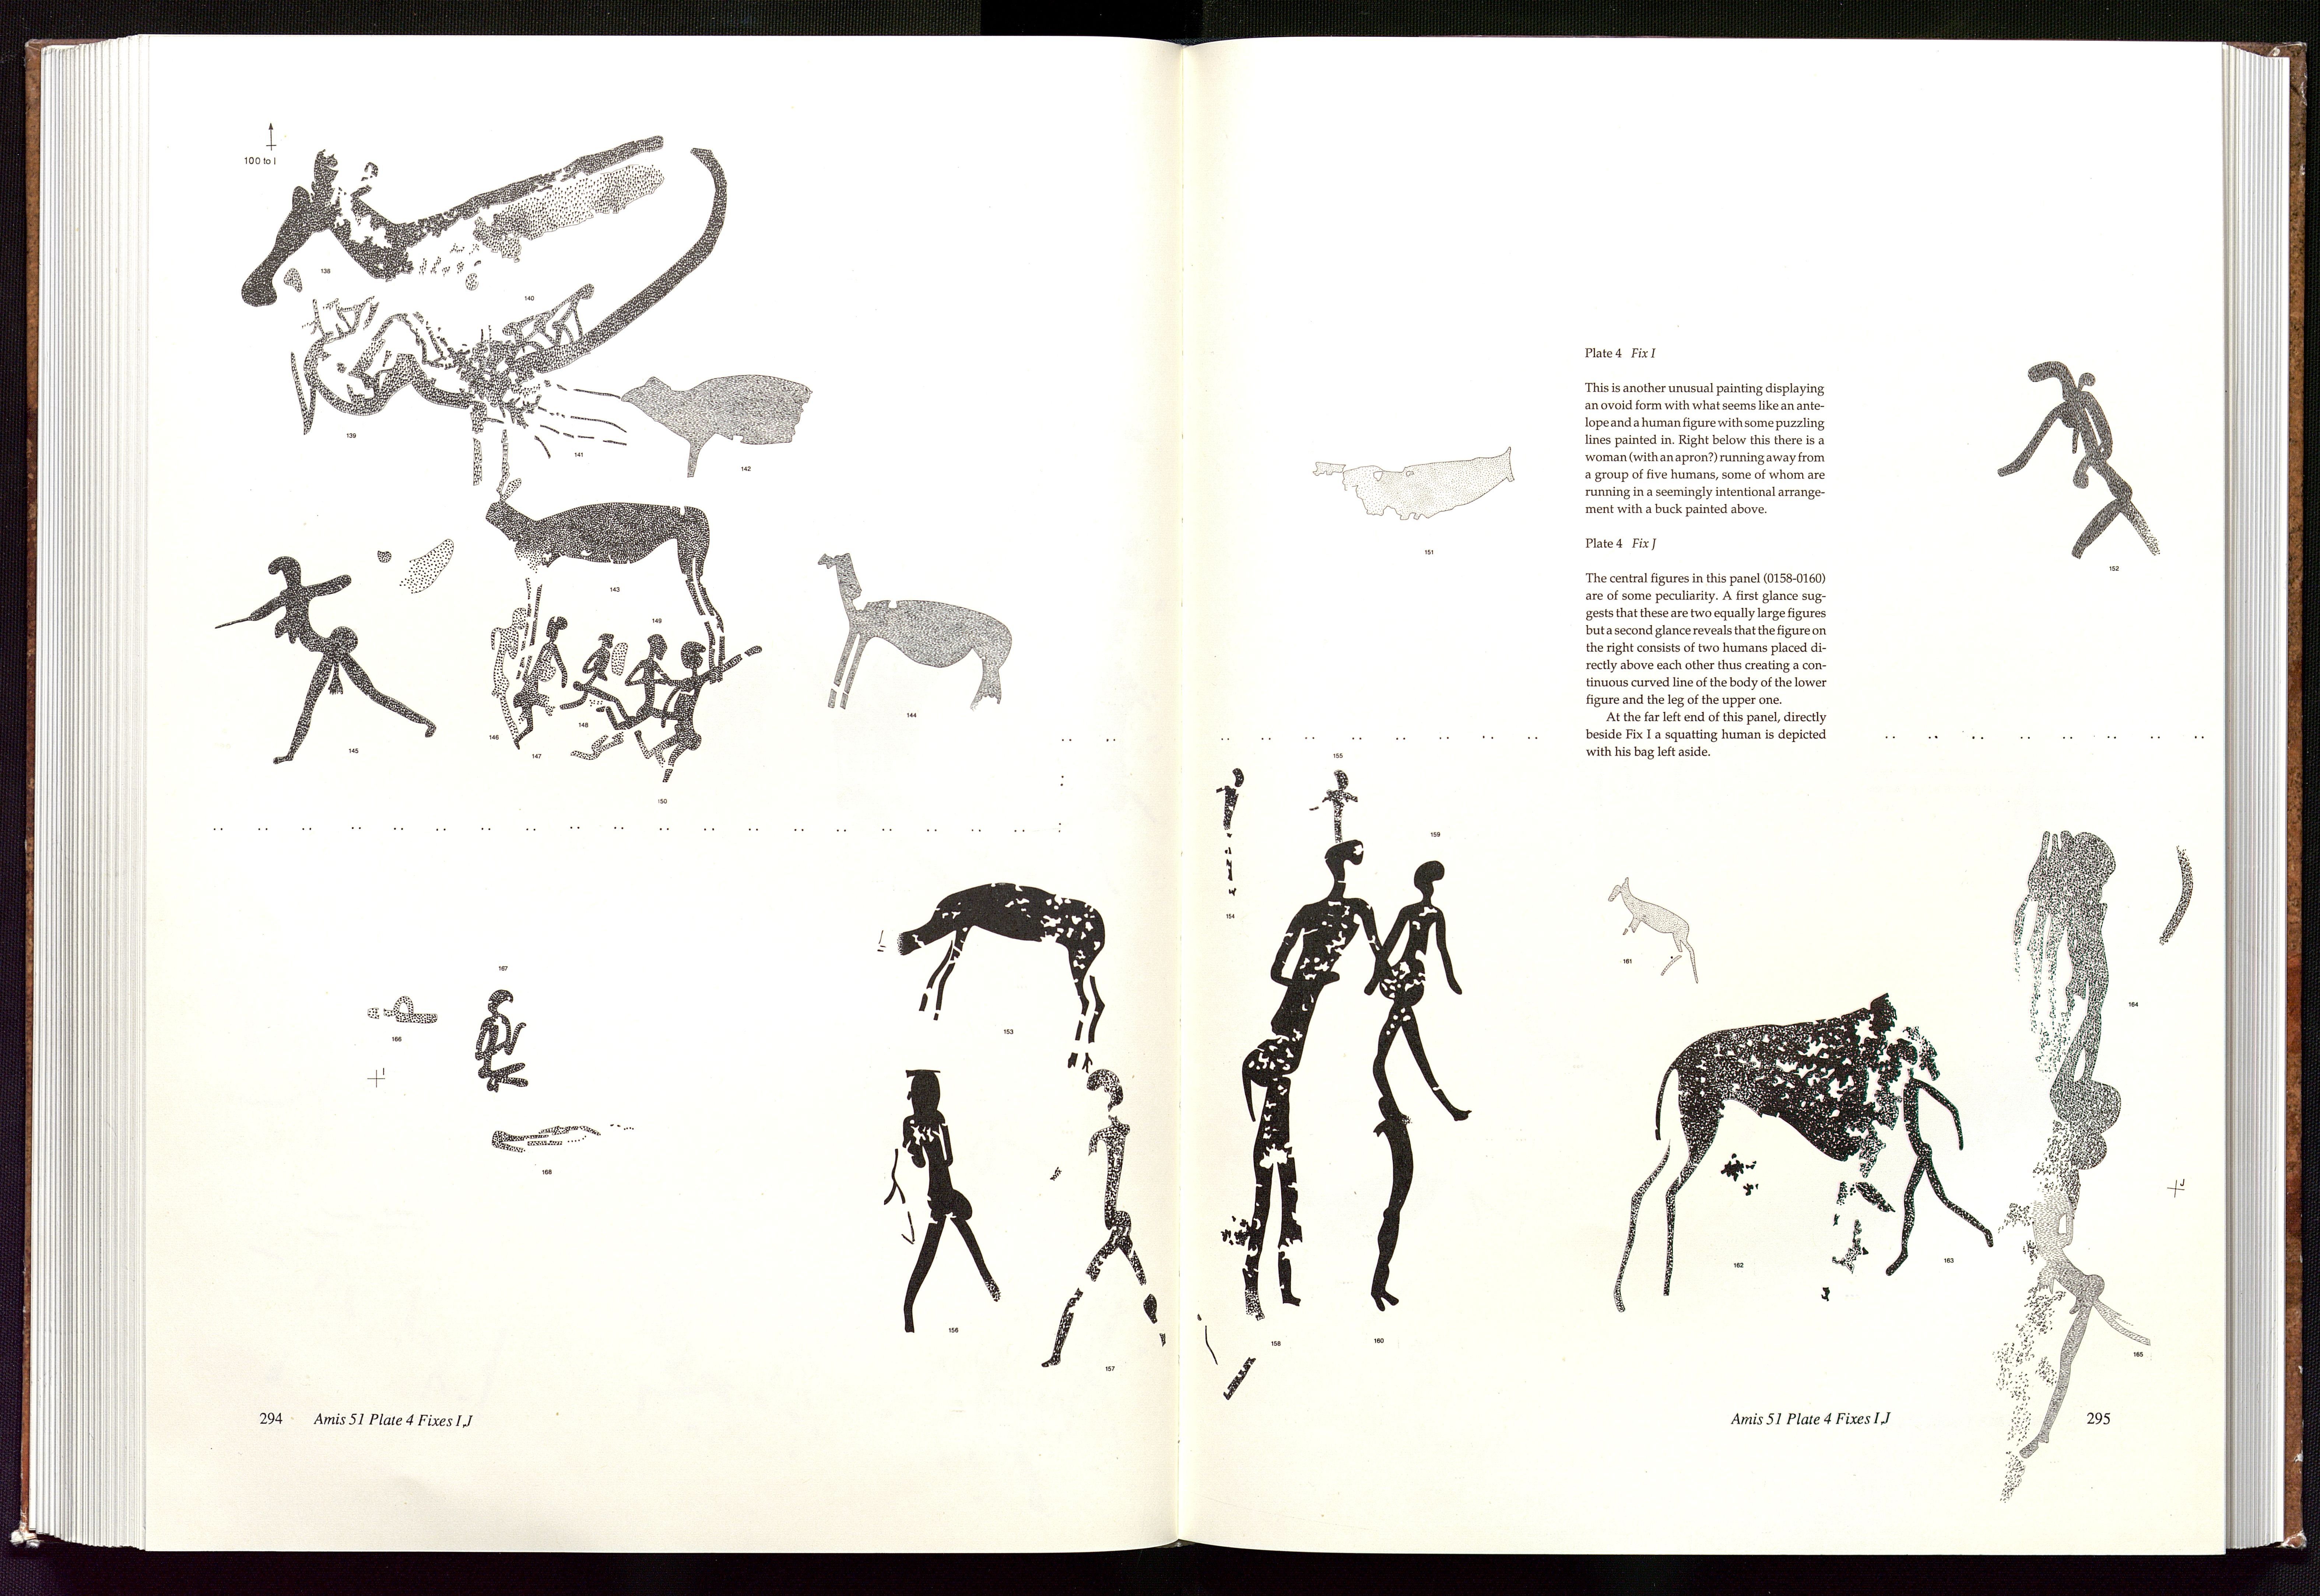 100 to I
138
140
139
141
142
143
149
144
145
146
148
147
150
167
166
168
153
156
157
294 Amis 51 Plate 4 Fixes I,J
Plate 4 Fix I
This is another unusual painting displaying
an ovoid form with what seems like an ante-
lope and a human figure with some puzzling
lines painted in. Right below this there is a
woman (with an apron?) running away from
a group of five humans, some of whom are
running in a seemingly intentional arrange-
ment with a buck painted above.
Plate 4 Fix J
The central figures in this panel (0158-0160)
are of some peculiarity. A first glance sug-
gests that these are two equally large figures
but a second glance reveals that the figure on
the right consists of two humans placed di-
rectly above each other thus creating a con-
tinuous curved line of the body of the lower
figure and the leg of the upper one.
At the far left end of this panel, directly
beside Fix I a squatting human is depicted
with his bag left aside.
151
152
155
159
154
161
164
162
163
158
160
165
Amis 51 Plate 4 Fixes I,J 295